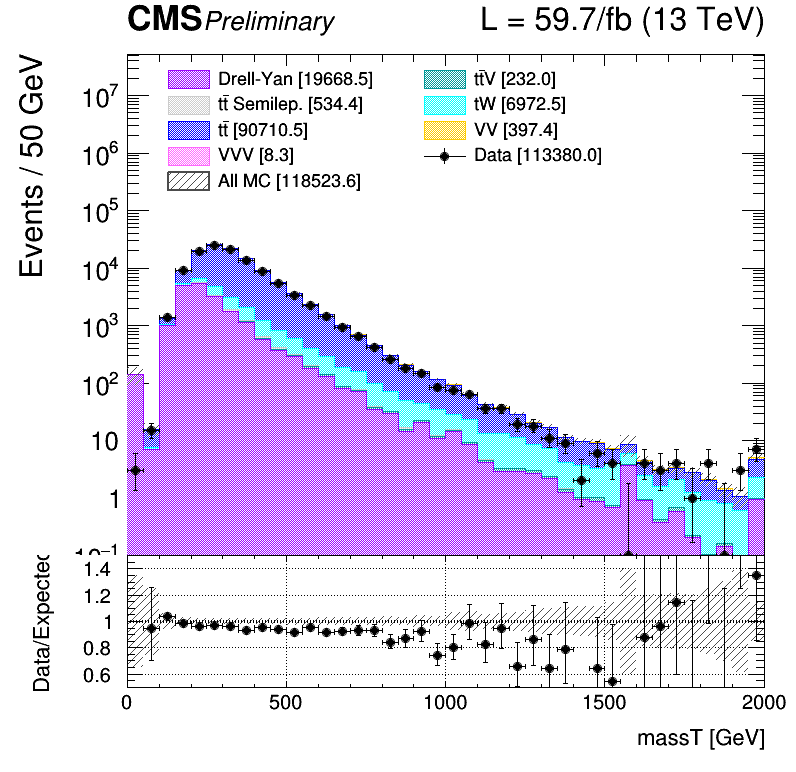 CMS Preliminary L = 59.7/fb (13 TeV)
Events / 50 GeV
Drell-Yan [19668.5]
tt̄ Semilep. [534.4]
tt̄ [90710.5]
VVV [8.3]
All MC [118523.6]
tt̄V [232.0]
tW [6972.5]
VV [397.4]
Data [113380.0]
10⁷
10⁶
10⁵
10⁴
10³
10²
10
1
10⁻¹
Data/Expected
1.4
1.2
1
0.8
0.6
0 500 1000 1500 2000
massT [GeV]